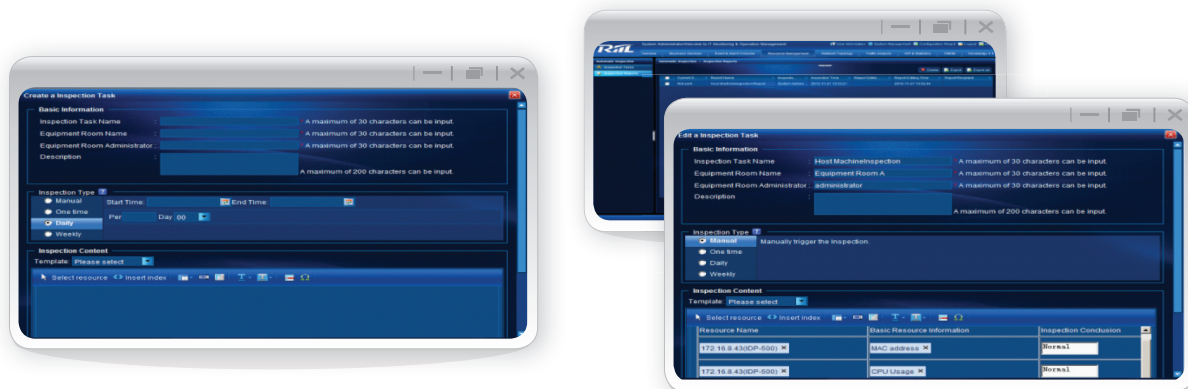 Create a Inspection Task
Basic Information
Inspection Task Name : * A maximum of 30 characters can be input.
Equipment Room Name : * A maximum of 30 characters can be input.
Equipment Room Administrator : * A maximum of 30 characters can be input.
Description :
A maximum of 200 characters can be input.
Inspection Type ?
Manual
One time
Daily
Weekly
Start Time: End Time:
Per Day 00
Inspection Content
Template: Please select
Select resource <> Insert index
RIIL
Resource Management
Edit a Inspection Task
Basic Information
Inspection Task Name : Host MachineInspection * A maximum of 30 characters can be input.
Equipment Room Name : Equipment Room A * A maximum of 30 characters can be input.
Equipment Room Administrator : administrator * A maximum of 30 characters can be input.
Description :
A maximum of 200 characters can be input.
Inspection Type ?
Manual Manually trigger the Inspection.
One time
Daily
Weekly
Inspection Content
Template: Please select
Select resource <> Insert index
Resource Name Basic Resource Information Inspection Conclusion
172.16.8.43(IDP-500) × MAC address × Normal
172.16.8.43(IDP-500) × CPU Usage × Normal